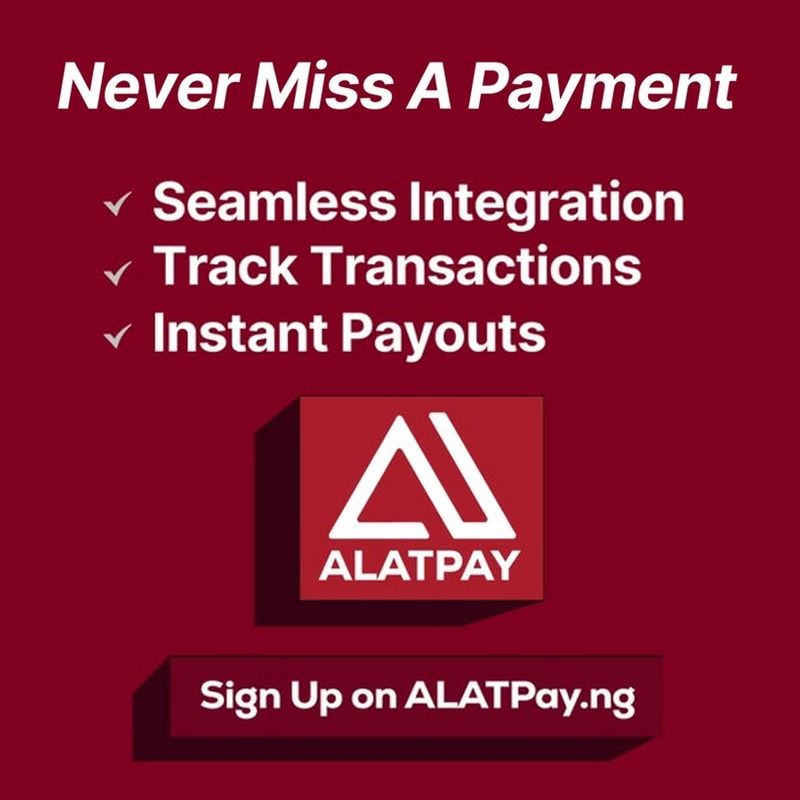 Never Miss A Payment
Seamless Integration
Track Transactions
Instant Payouts
ALATPAY
Sign Up on ALATPay.ng